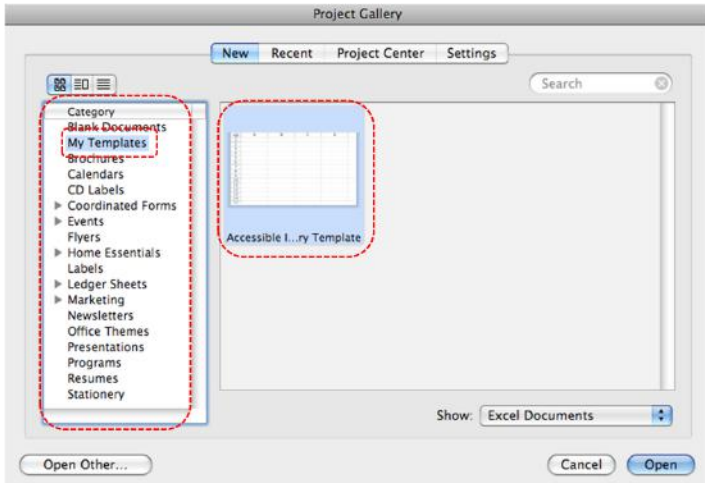 Project Gallery
New Recent Project Center Settings
Search
Category
Blank Documents
My Templates
Brochures
Calendars
CD Labels
Coordinated Forms
Events
Flyers
Home Essentials
Labels
Ledger Sheets
Marketing
Newsletters
Office Themes
Presentations
Programs
Resumes
Stationery
Accessible I...ry Template
Show: Excel Documents
Open Other... Cancel Open